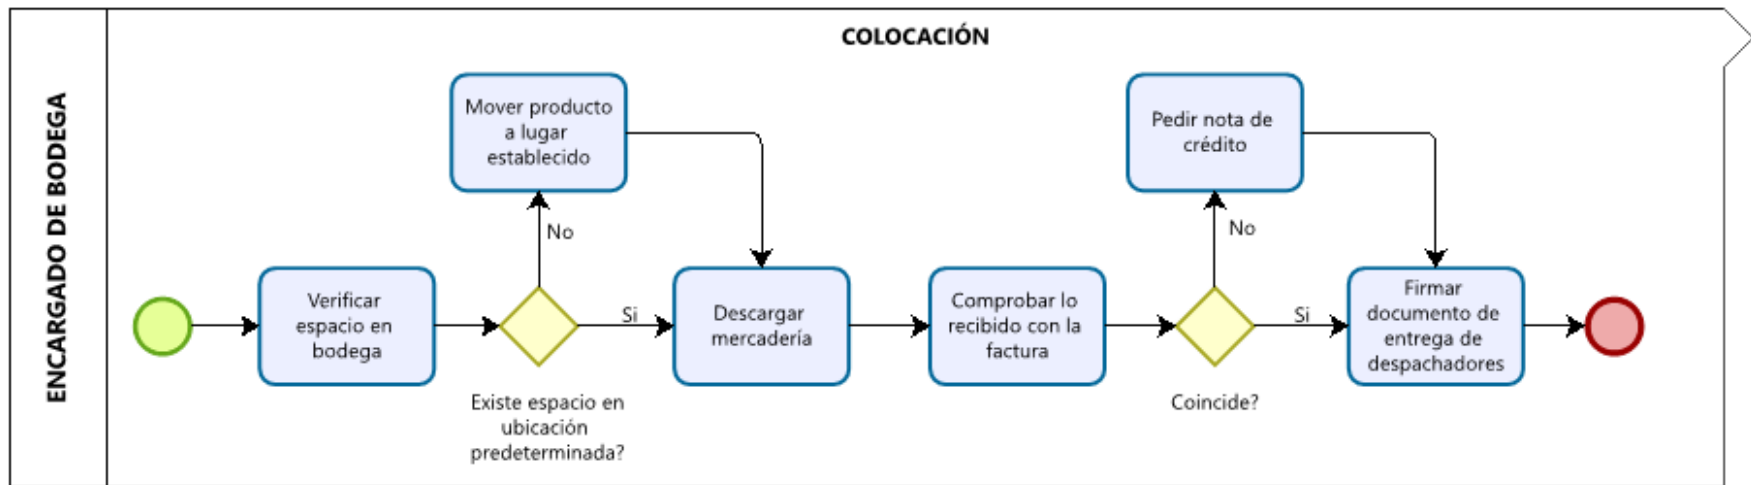 COLOCACIÓN
ENCARGADO DE BODEGA
Verificar
espacio en
bodega
Existe espacio en
ubicación
predeterminada?
No
Mover producto
a lugar
establecido
Si
Descargar
mercadería
Comprobar lo
recibido con la
factura
Coincide?
No
Pedir nota de
crédito
Si
Firmar
documento de
entrega de
despachadores